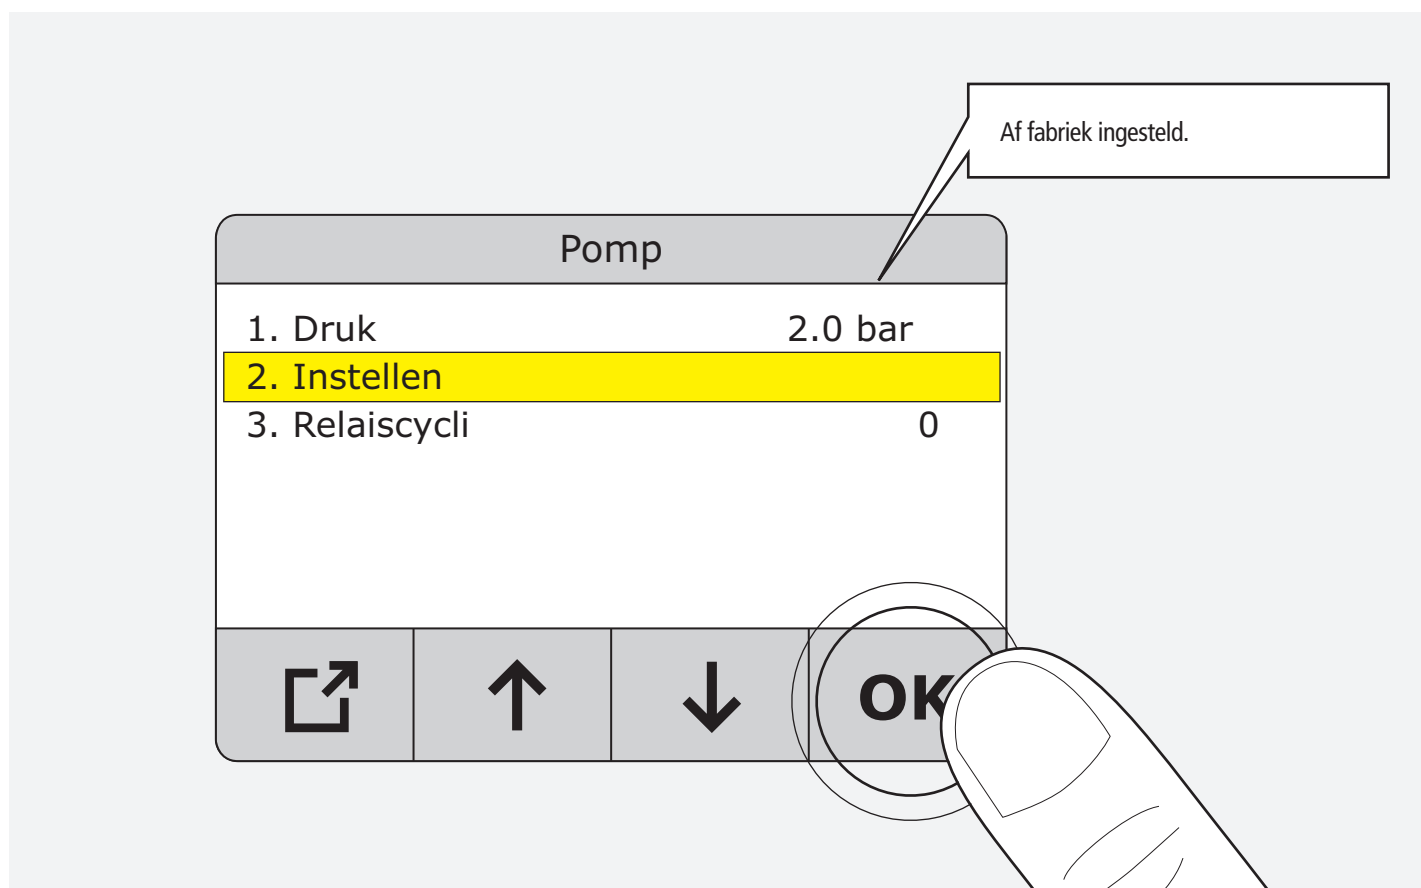 Af fabriek ingesteld.
Pomp
1. Druk 2.0 bar
2. Instellen
3. Relaiscycli 0
OK